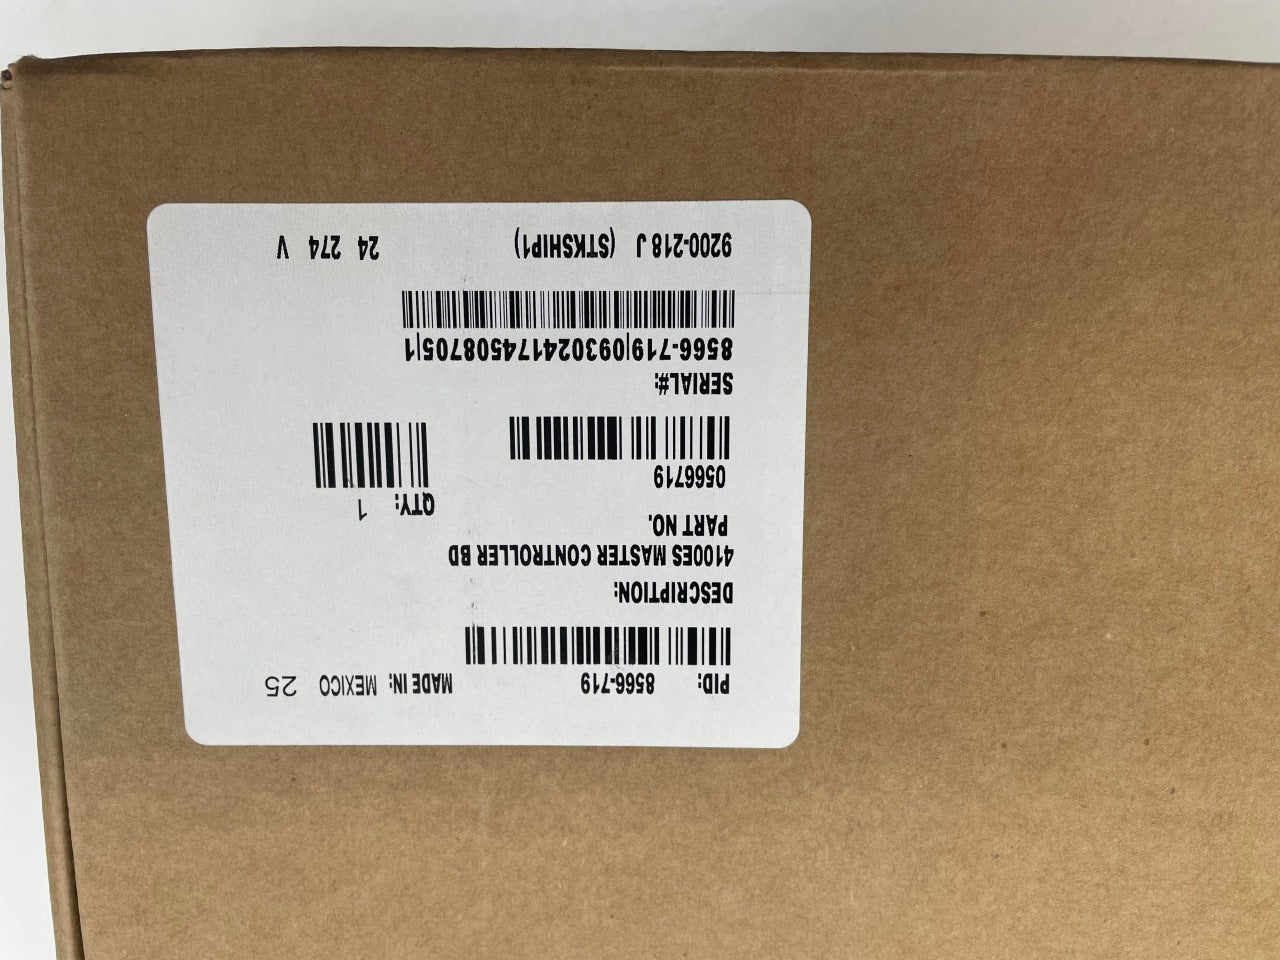 PID: 8566-719 MADE IN: MEXICO 25
DESCRIPTION:
4100ES MASTER CONTROLLER BD
PART NO.
QTY: 1
0566719
SERIAL#:
8566-719|093024174508705|1
9200-218 J (STKSHIP1) 24 274 V